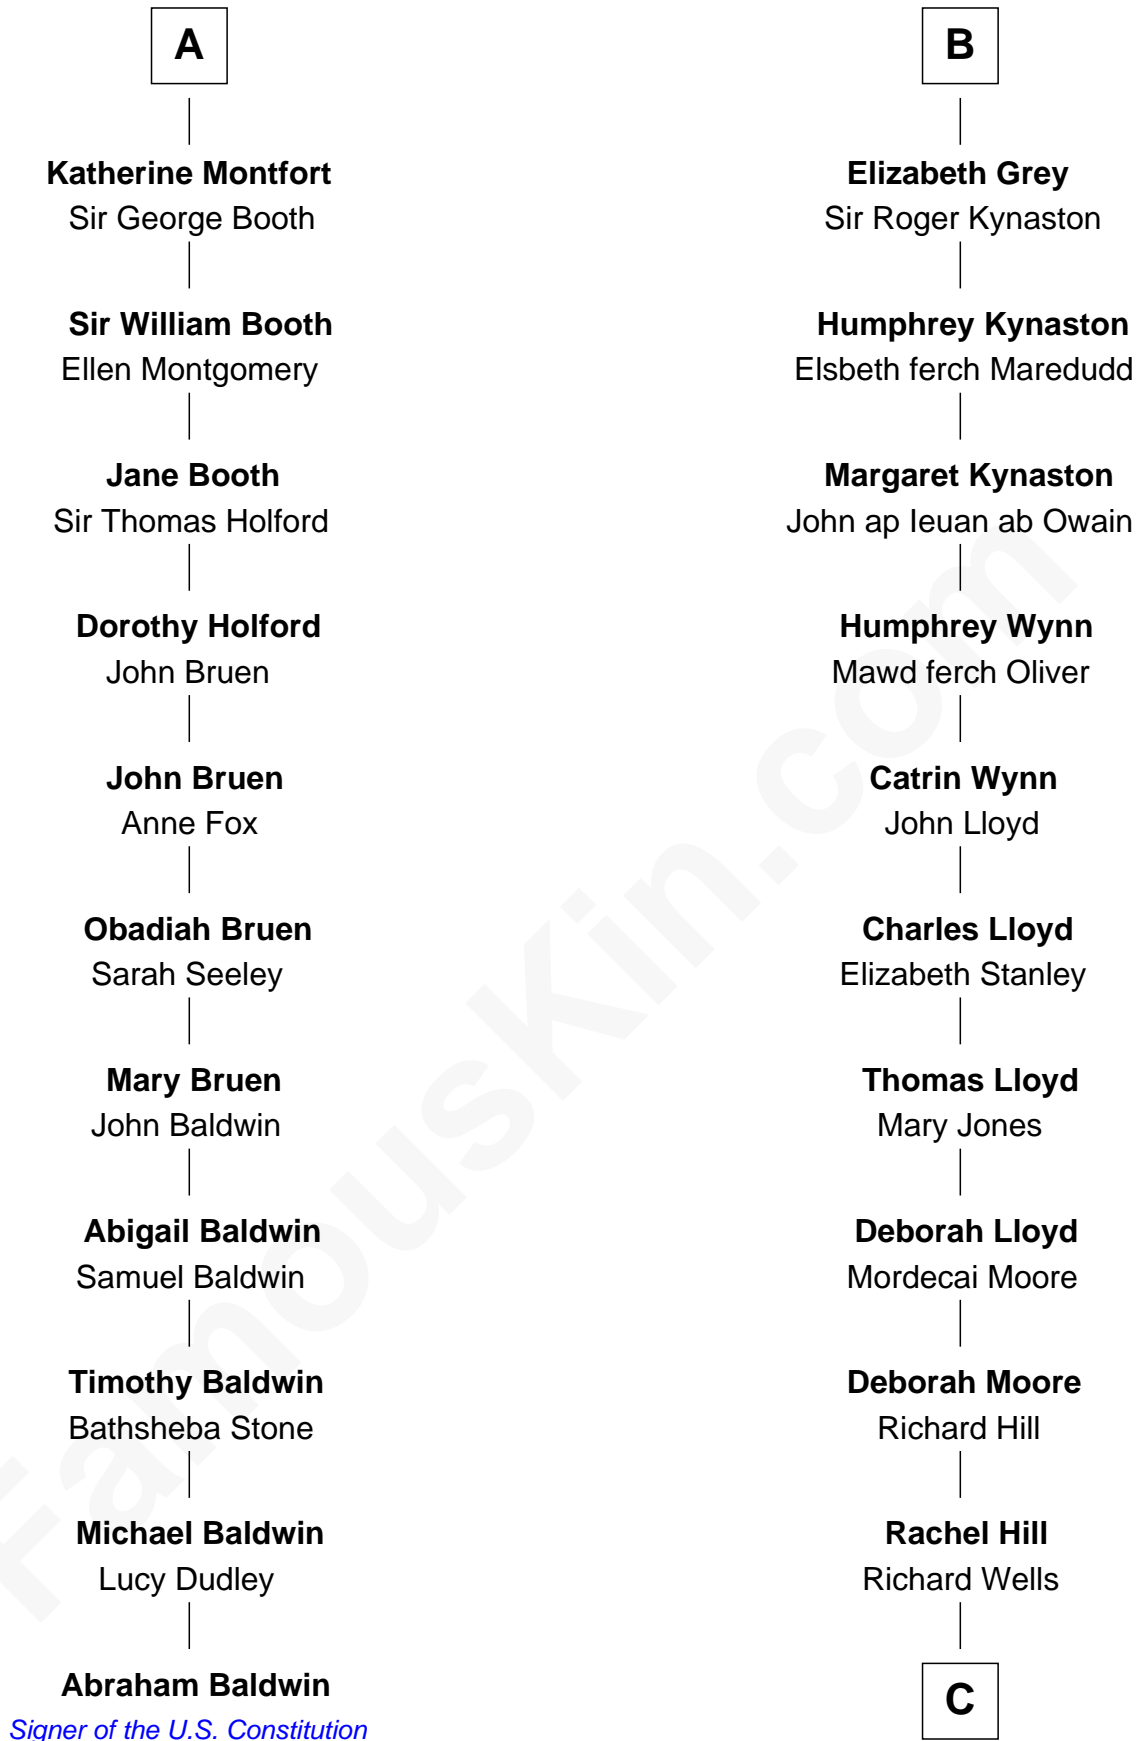 A
Katherine Montfort
Sir George Booth
Sir William Booth
Ellen Montgomery
Jane Booth
Sir Thomas Holford
Dorothy Holford
John Bruen
John Bruen
Anne Fox
Obadiah Bruen
Sarah Seeley
Mary Bruen
John Baldwin
Abigail Baldwin
Samuel Baldwin
Timothy Baldwin
Bathsheba Stone
Michael Baldwin
Lucy Dudley
Abraham Baldwin
Signer of the U.S. Constitution
B
Elizabeth Grey
Sir Roger Kynaston
Humphrey Kynaston
Elsbeth ferch Maredudd
Margaret Kynaston
John ap Ieuan ab Owain
Humphrey Wynn
Mawd ferch Oliver
Catrin Wynn
John Lloyd
Charles Lloyd
Elizabeth Stanley
Thomas Lloyd
Mary Jones
Deborah Lloyd
Mordecai Moore
Deborah Moore
Richard Hill
Rachel Hill
Richard Wells
C
FamousKin.com